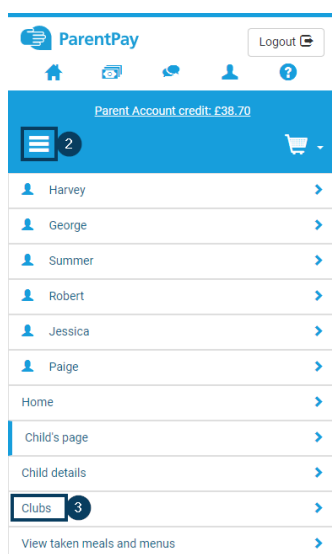 ParentPay
Logout
Parent Account credit: £38.70
2
Harvey
George
Summer
Robert
Jessica
Paige
Home
Child's page
Child details
Clubs 3
View taken meals and menus